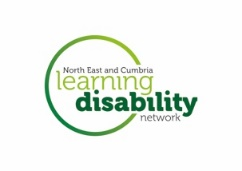 North East and Cumbria
learning
disability
network